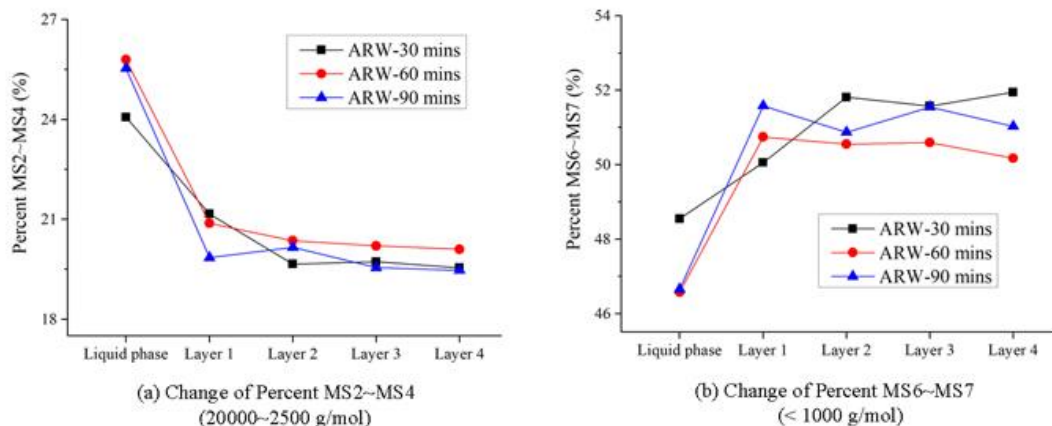 27
24
21
18
Percent MS2~MS4 (%)
ARW-30 mins
ARW-60 mins
ARW-90 mins
Liquid phase Layer 1 Layer 2 Layer 3 Layer 4
(a) Change of Percent MS2~MS4
(20000~2500 g/mol)
54
52
50
48
46
Percent MS6~MS7 (%)
ARW-30 mins
ARW-60 mins
ARW-90 mins
Liquid phase Layer 1 Layer 2 Layer 3 Layer 4
(b) Change of Percent MS6~MS7
(< 1000 g/mol)